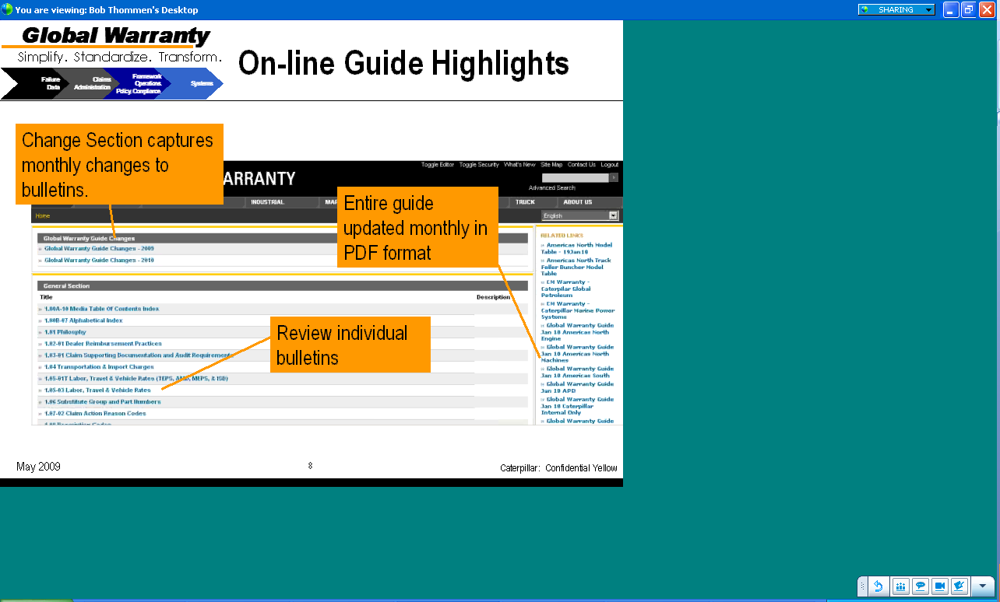 You are viewing: Bob Thommen's Desktop
SHARING
Global Warranty
Simplify. Standardize. Transform.
Failure
Data
Claims
Administration
Framework
Operations
Policy Compliance
Systems
On-line Guide Highlights
Change Section captures
monthly changes to
bulletins.
Toggle Editor Toggle Security What's New Site Map Contact Us Logout
ARRANTY
Advanced Search
INDUSTRIAL
MAR
TRUCK
ABOUT US
Home
English
Entire guide
updated monthly in
PDF format
Global Warranty Guide Changes
» Global Warranty Guide Changes - 2009
» Global Warranty Guide Changes - 2010
General Section
Title
Description
» 1.00A-10 Media Table Of Contents Index
» 1.00B-07 Alphabetical Index
» 1.01 Philosophy
» 1.02-01 Dealer Reimbursement Practices
» 1.03-01 Claim Supporting Documentation and Audit Requirements
» 1.04 Transportation & Import Charges
» 1.05-01T Labor, Travel & Vehicle Rates (TEPS, AMD, MEPS, & ISD)
» 1.05-03 Labor, Travel & Vehicle Rates
» 1.06 Substitute Group and Part Numbers
» 1.07-02 Claim Action Reason Codes
» 1.08 Description Codes
Review individual
bulletins
RELATED LINKS
» Americas North Model
Table - 19Jan10
» Americas North Track
Feller Buncher Model
Table
» CM Warranty -
Caterpillar Global
Petroleum
» CM Warranty -
Caterpillar Marine Power
Systems
» Global Warranty Guide
Jan 10 Americas North
Engine
» Global Warranty Guide
Jan 10 Americas North
Machines
» Global Warranty Guide
Jan 10 Americas South
» Global Warranty Guide
Jan 10 APD
» Global Warranty Guide
Jan 10 Caterpillar
Internal Only
» Global Warranty Guide
May 2009
8
Caterpillar: Confidential Yellow